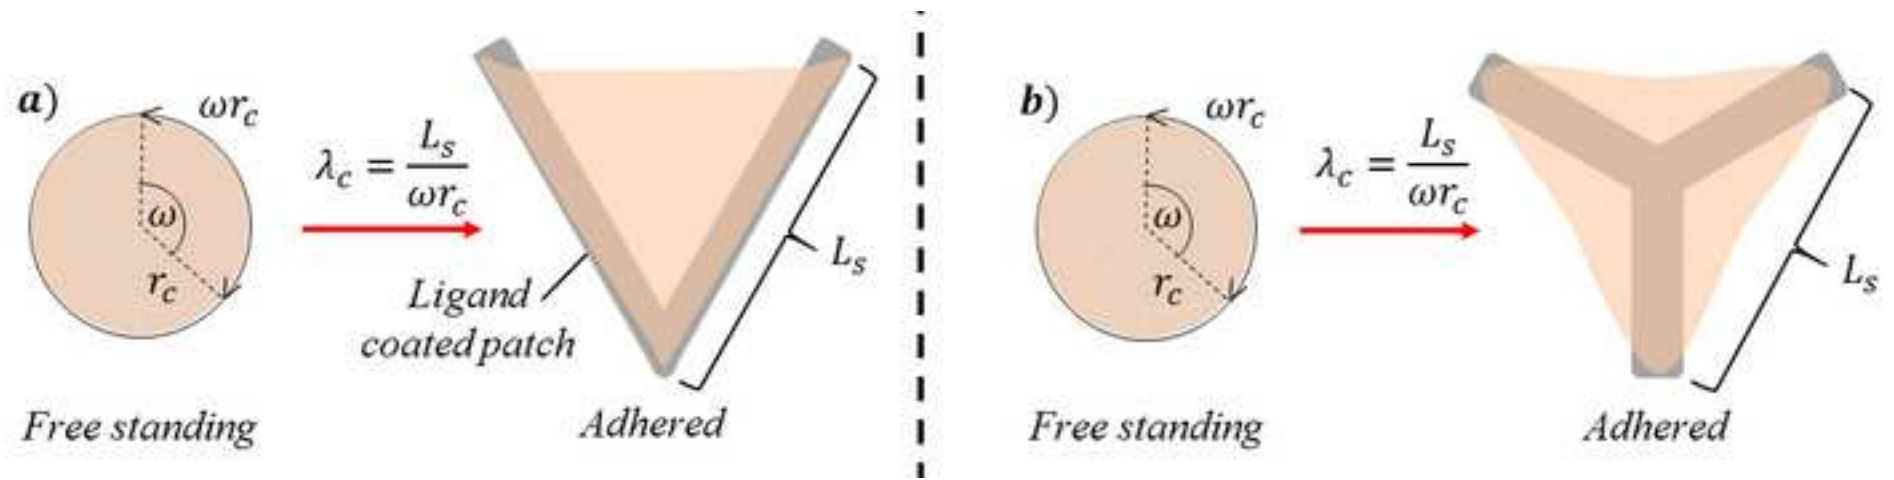 a)
ωr_c
ω
r_c
λ_c = L_s / ωr_c
Ligand
coated patch
L_s
Free standing
Adhered
b)
ωr_c
ω
r_c
λ_c = L_s / ωr_c
L_s
Free standing
Adhered